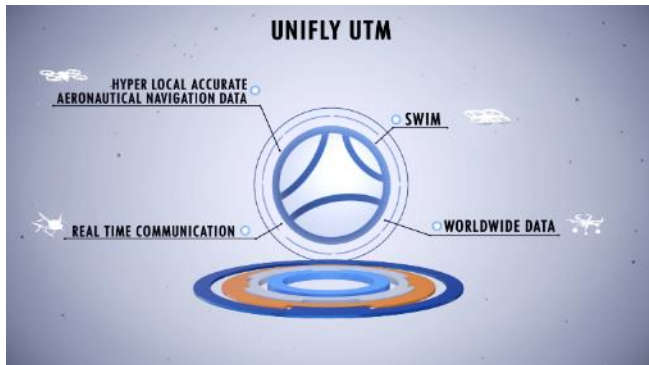 UNIFLY UTM
HYPER LOCAL ACCURATE
AERONAUTICAL NAVIGATION DATA
SWIM
REAL TIME COMMUNICATION
WORLDWIDE DATA